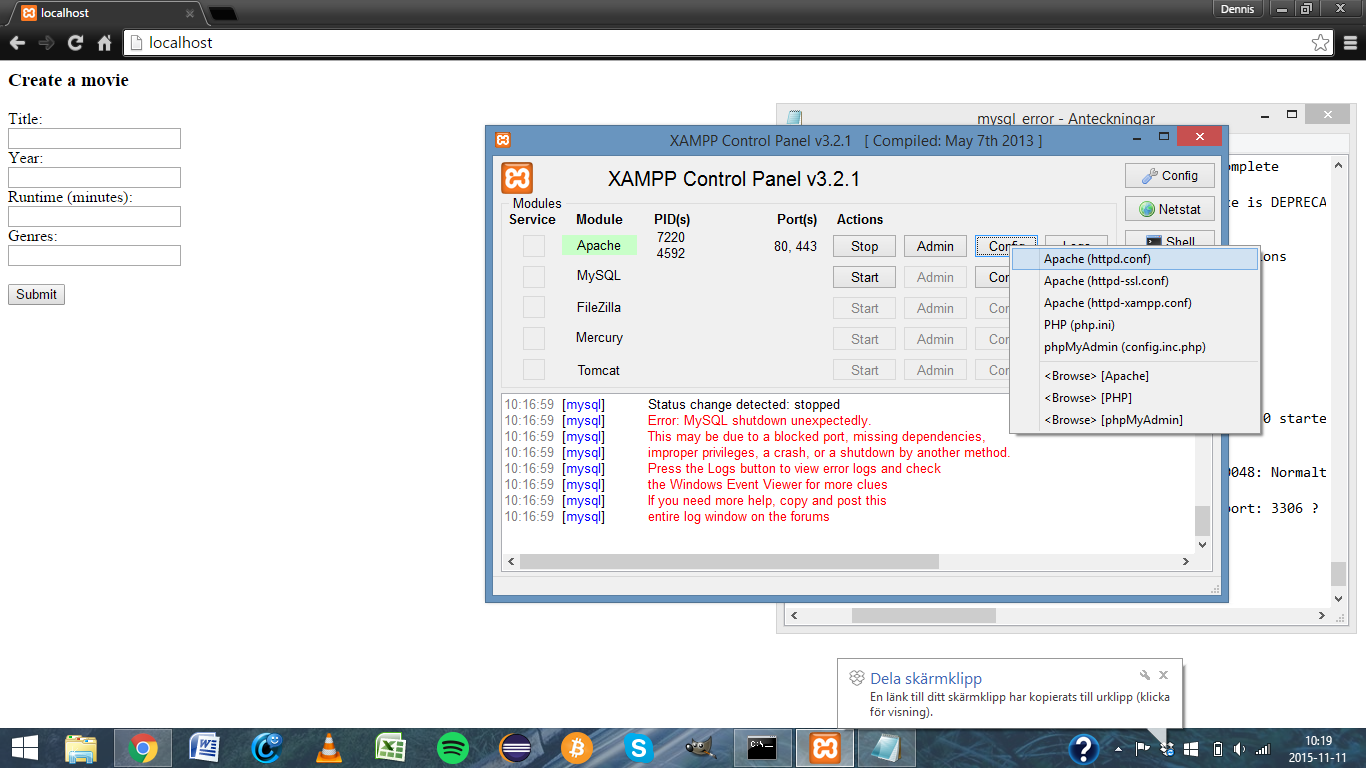 localhost
Dennis
localhost
Create a movie
Title:
Year:
Runtime (minutes):
Genres:
Submit
mysql_error - Anteckningar
omplete
e is DEPRECA
ions
0 starte
0048: Normalt
port: 3306 ?
XAMPP Control Panel v3.2.1 [ Compiled: May 7th 2013 ]
XAMPP Control Panel v3.2.1
Config
Netstat
Shell
Modules
Service Module PID(s) Port(s) Actions
Apache 7220 4592 80, 443 Stop Admin Config Logs
MySQL Start Admin Con
FileZilla Start Admin Con
Mercury Start Admin Con
Tomcat Start Admin Con
Apache (httpd.conf)
Apache (httpd-ssl.conf)
Apache (httpd-xampp.conf)
PHP (php.ini)
phpMyAdmin (config.inc.php)
<Browse> [Apache]
<Browse> [PHP]
<Browse> [phpMyAdmin]
10:16:59 [mysql] Status change detected: stopped
10:16:59 [mysql] Error: MySQL shutdown unexpectedly.
10:16:59 [mysql] This may be due to a blocked port, missing dependencies,
10:16:59 [mysql] improper privileges, a crash, or a shutdown by another method.
10:16:59 [mysql] Press the Logs button to view error logs and check
10:16:59 [mysql] the Windows Event Viewer for more clues
10:16:59 [mysql] If you need more help, copy and post this
10:16:59 [mysql] entire log window on the forums
Dela skärmklipp
En länk till ditt skärmklipp har kopierats till urklipp (klicka
för visning).
10:19
2015-11-11